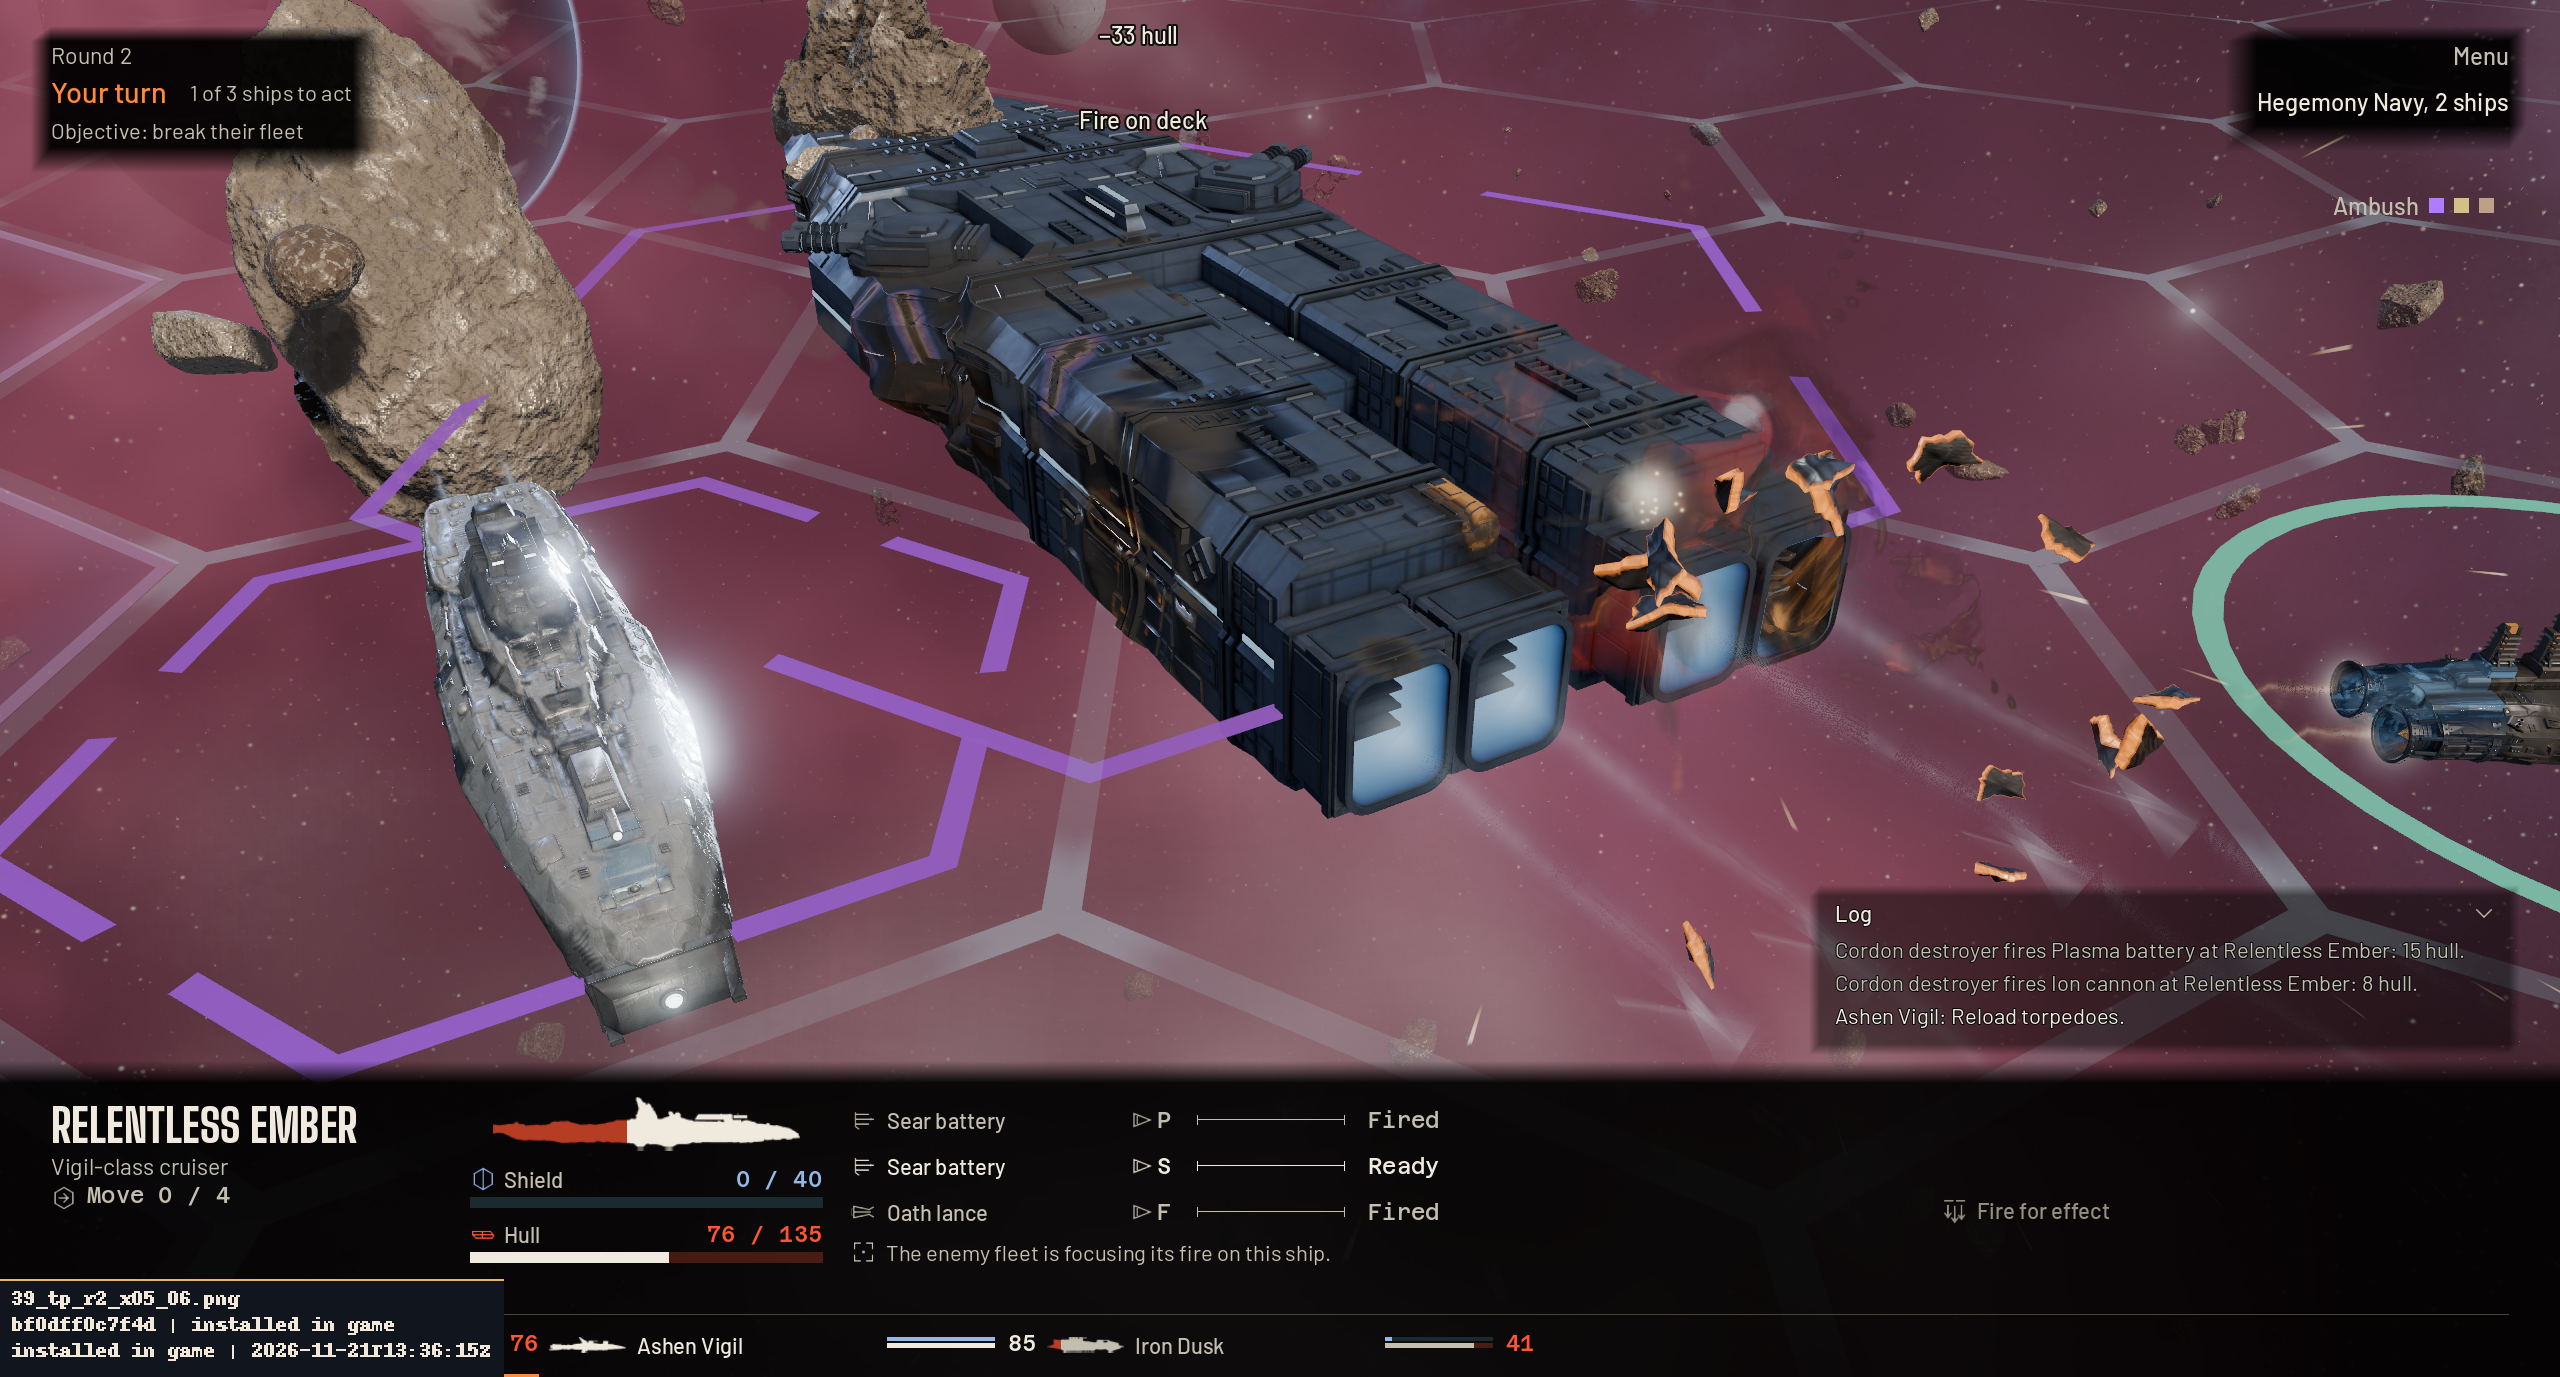 Round 2
Your turn 1 of 3 ships to act
Objective: break their fleet
−33 hull
Fire on deck
Menu
Hegemony Navy, 2 ships
Ambush
Log
Cordon destroyer fires Plasma battery at Relentless Ember: 15 hull.
Cordon destroyer fires Ion cannon at Relentless Ember: 8 hull.
Ashen Vigil: Reload torpedoes.
RELENTLESS EMBER
Vigil-class cruiser
Move 0 / 4
Shield 0 / 40
Hull 76 / 135
Sear battery P Fired
Sear battery S Ready
Oath lance F Fired
The enemy fleet is focusing its fire on this ship.
Fire for effect
39_tp_r2_x05_06.png
bf0dff0c7f4d | installed in game
installed in game | 2026-11-21T13:36:15Z
76 Ashen Vigil 85 Iron Dusk 41